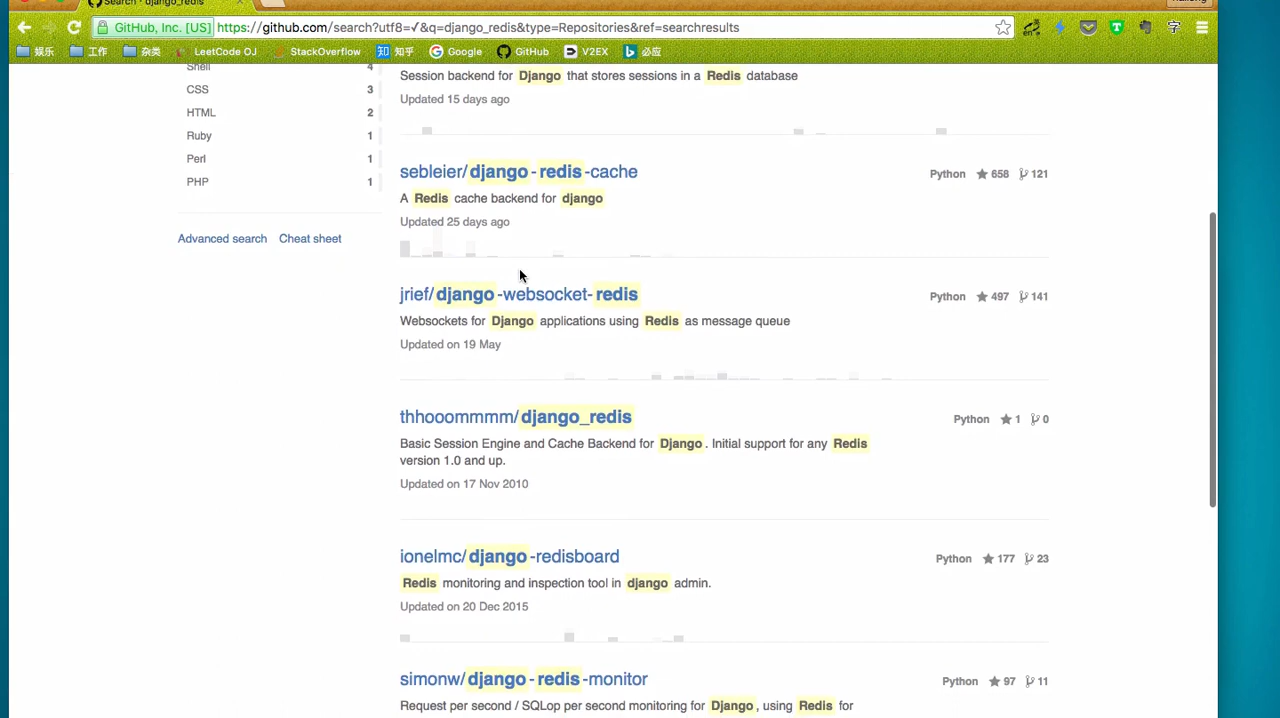 Search · django_redis
GitHub, Inc. [US] https://github.com/search?utf8=✓&q=django_redis&type=Repositories&ref=searchresults
娱乐 工作 杂类 LeetCode OJ StackOverflow 知乎 Google GitHub V2EX 必应
Shell 4
CSS 3
HTML 2
Ruby 1
Perl 1
PHP 1
Advanced search Cheat sheet
Session backend for Django that stores sessions in a Redis database
Updated 15 days ago
sebleier/django-redis-cache Python 658 121
A Redis cache backend for django
Updated 25 days ago
jrief/django-websocket-redis Python 497 141
Websockets for Django applications using Redis as message queue
Updated on 19 May
thhooommmm/django_redis Python 1 0
Basic Session Engine and Cache Backend for Django. Initial support for any Redis
version 1.0 and up.
Updated on 17 Nov 2010
ionelmc/django-redisboard Python 177 23
Redis monitoring and inspection tool in django admin.
Updated on 20 Dec 2015
simonw/django-redis-monitor Python 97 11
Request per second / SQLop per second monitoring for Django, using Redis for